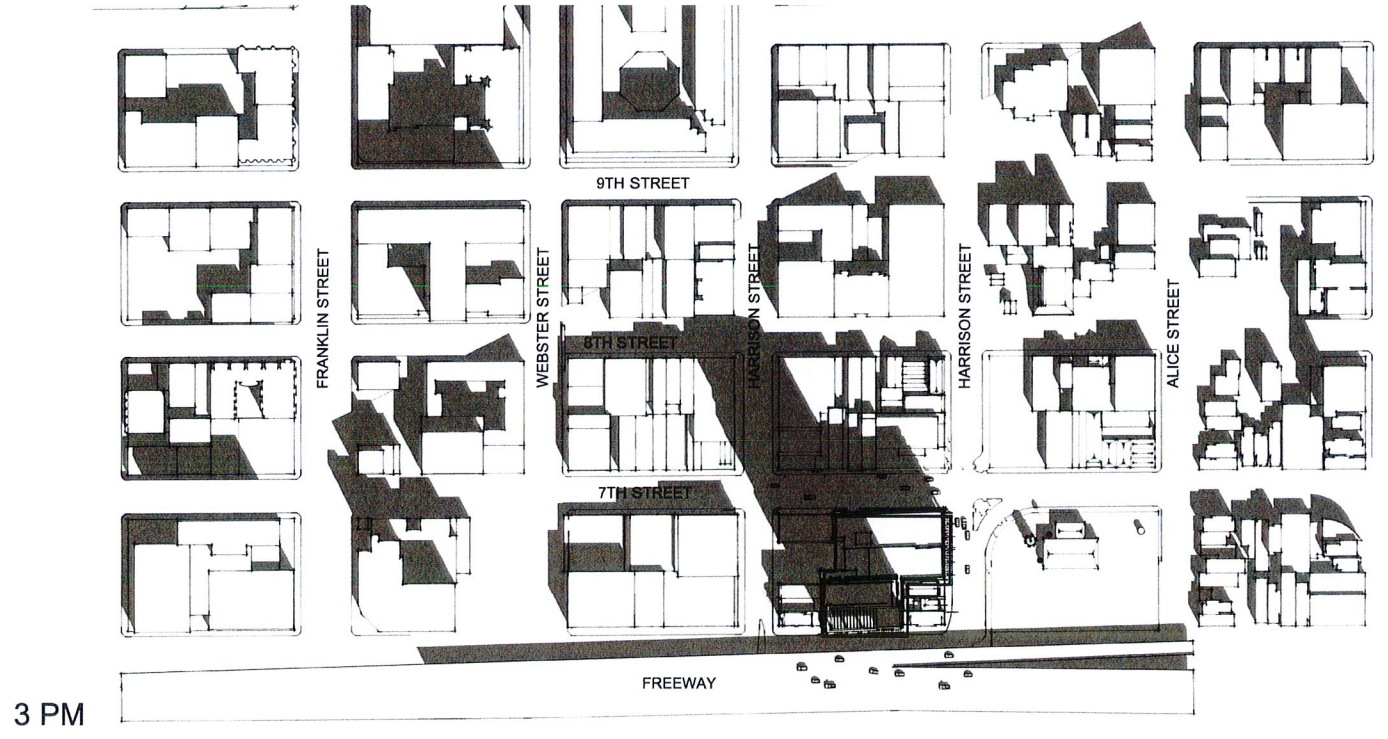 9TH STREET
FRANKLIN STREET
WEBSTER STREET
HARRISON STREET
HARRISON STREET
ALICE STREET
8TH STREET
7TH STREET
FREEWAY
3 PM